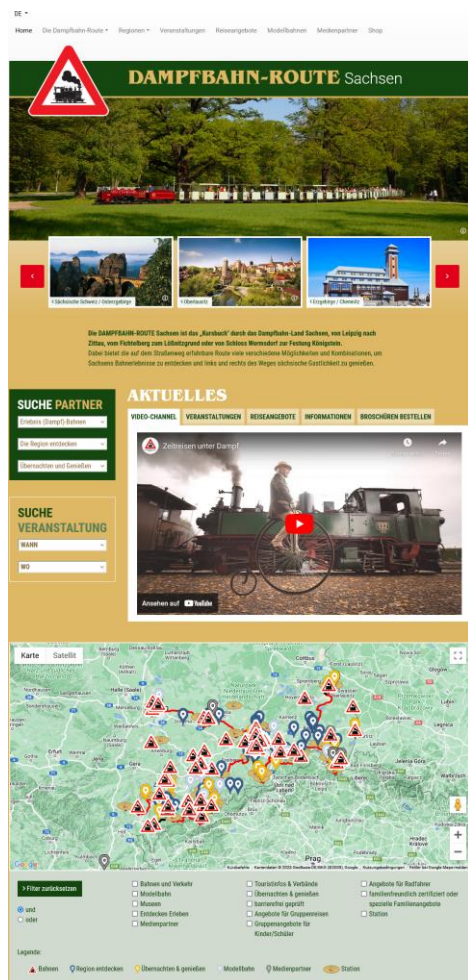 DE
Home Die Dampfbahn-Route Regionen Veranstaltungen Reiseangebote Modellbahnen Medienpartner Shop
DAMPFBAHN-ROUTE Sachsen
Sächsische Schweiz / Osterzgebirge
Oberlausitz
Erzgebirge / Chemnitz
Die DAMPFBAHN-ROUTE Sachsen ist das „Kursbuch" durch das Dampfbahn-Land Sachsen, von Leipzig nach
Zittau, vom Fichtelberg zum Lößnitzgrund oder von Schloss Wermsdorf zur Festung Königstein.
Dabei bietet die auf dem Straßenweg erfahrbare Route viele verschiedene Möglichkeiten und Kombinationen, um
Sachsens Bahnerlebnisse zu entdecken und links und rechts des Weges sächsische Gastlichkeit zu genießen.
SUCHE PARTNER
Erlebnis (Dampf)-Bahnen
Die Region entdecken
Übernachten und Genießen
SUCHE
VERANSTALTUNG
WANN
WO
AKTUELLES
VIDEO-CHANNEL VERANSTALTUNGEN REISEANGEBOTE INFORMATIONEN BROSCHÜREN BESTELLEN
Zeitreisen unter Dampf
Ansehen auf YouTube
Karte Satellit
Cottbus
Halle (Saale)
Erfurt
Gera
Legnica
Jelenia Góra
Prag
Hradec
Králové
Google
> Filter zurücksetzen
und
oder
Bahnen und Verkehr
Modellbahn
Museen
Entdecken Erleben
Medienpartner
Touristinfos & Verbände
Übernachten & genießen
barrierefrei geprüft
Angebote für Gruppenreisen
Gruppenangebote für
Kinder/Schüler
Angebote für Radfahrer
familienfreundlich zertifiziert oder
spezielle Familienangebote
Station
Legende:
Bahnen Region entdecken Übernachten & genießen Modellbahn Medienpartner Station